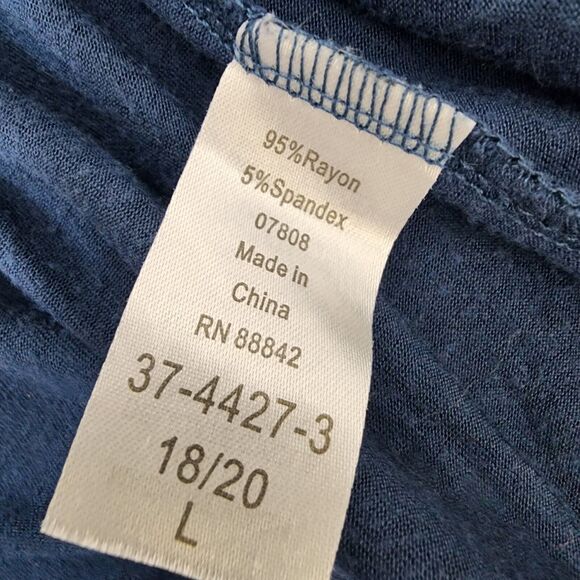 95%Rayon
5%Spandex
07808
Made in
China
RN 88842
37-4427-3
18/20
L